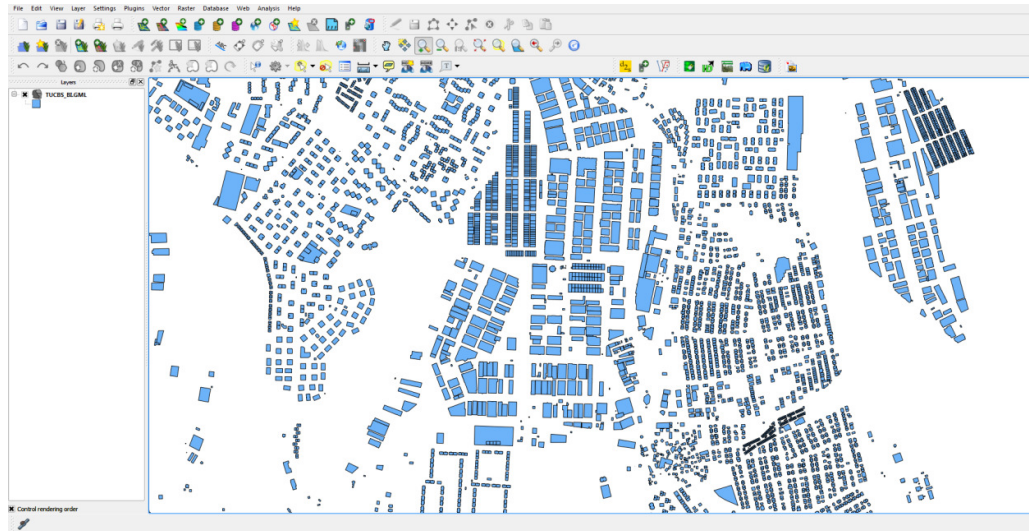 File Edit View Layer Settings Plugins Vector Raster Database Web Analysis Help
Layers
TUCBS_BLGML
Control rendering order